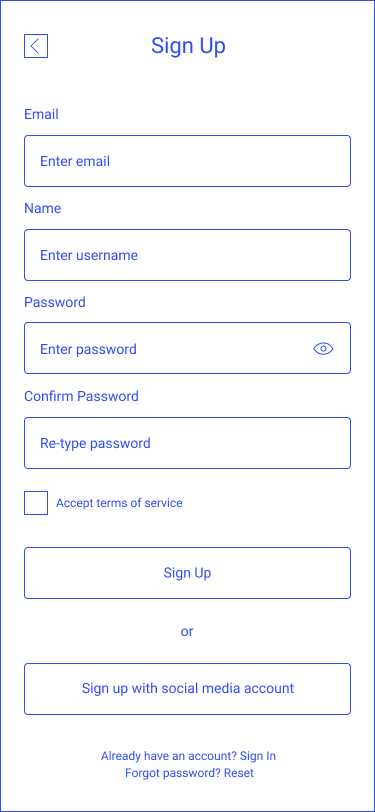 Sign Up
Email
Enter email
Name
Enter username
Password
Enter password
Confirm Password
Re-type password
Accept terms of service
Sign Up
or
Sign up with social media account
Already have an account? Sign In
Forgot password? Reset